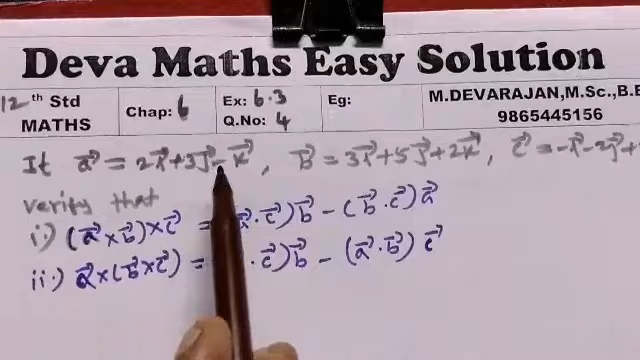 Deva Maths Easy Solution
12th Std MATHS Chap: 6 Ex: 6.3 Q.No: 4 Eg: M.DEVARAJAN,M.Sc.,B.E 9865445156
If a⃗ = 2i⃗+3j⃗-k⃗, b⃗ = 3i⃗+5j⃗+2k⃗, c⃗ = -i⃗-2j⃗+
verify that
i) (a⃗×b⃗)×c⃗ = a⃗·c⃗)b⃗ - (b⃗·c⃗)a⃗
ii) a⃗×(b⃗×c⃗) = ·c⃗)b⃗ - (a⃗·b⃗)c⃗